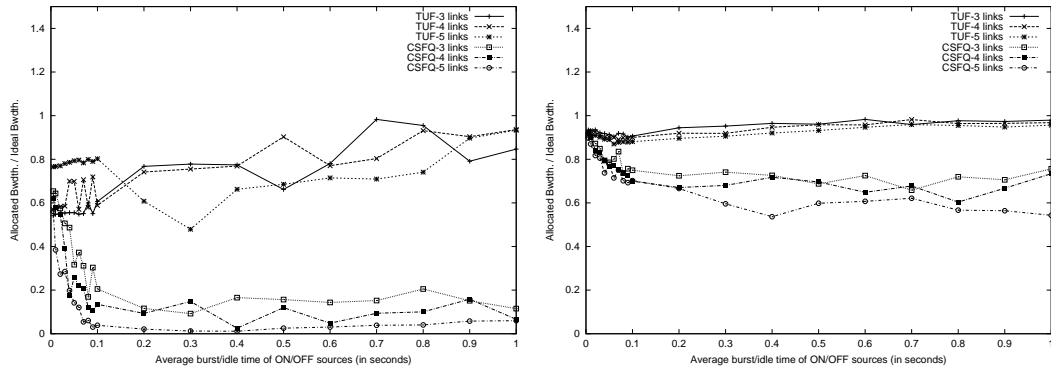 Allocated Bwdth. / Ideal Bwdth.
1.4
1.2
1
0.8
0.6
0.4
0.2
0
TUF-3 links
TUF-4 links
TUF-5 links
CSFQ-3 links
CSFQ-4 links
CSFQ-5 links
0 0.1 0.2 0.3 0.4 0.5 0.6 0.7 0.8 0.9 1
Average burst/idle time of ON/OFF sources (in seconds)
Allocated Bwdth. / Ideal Bwdth.
1.4
1.2
1
0.8
0.6
0.4
0.2
0
TUF-3 links
TUF-4 links
TUF-5 links
CSFQ-3 links
CSFQ-4 links
CSFQ-5 links
0 0.1 0.2 0.3 0.4 0.5 0.6 0.7 0.8 0.9 1
Average burst/idle time of ON/OFF sources (in seconds)